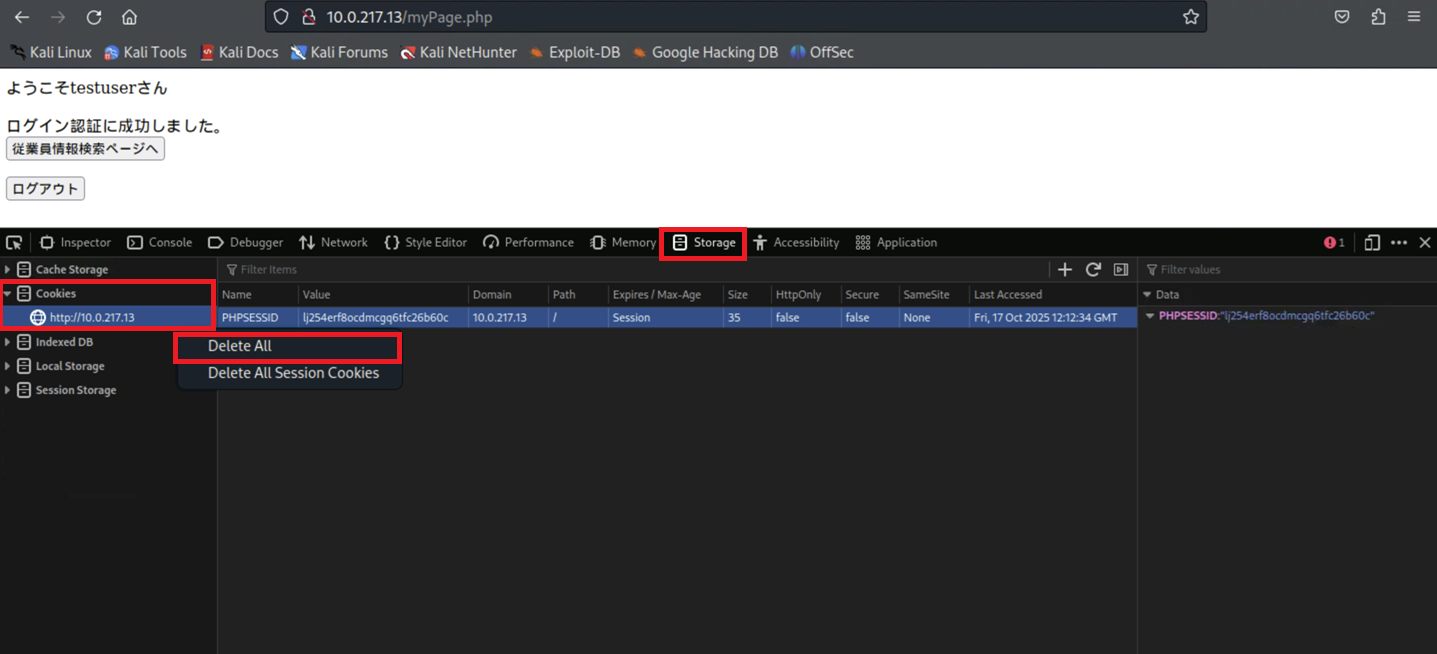 10.0.217.13/myPage.php
Kali Linux Kali Tools Kali Docs Kali Forums Kali NetHunter Exploit-DB Google Hacking DB OffSec
ようこそtestuserさん
ログイン認証に成功しました。
従業員情報検索ページへ
ログアウト
Inspector Console Debugger Network Style Editor Performance Memory Storage Accessibility Application 1
Cache Storage Filter Items Filter values
Cookies Name Value Domain Path Expires / Max-Age Size HttpOnly Secure SameSite Last Accessed Data
http://10.0.217.13 PHPSESSID lj254erf8ocdmcgq6tfc26b60c 10.0.217.13 / Session 35 false false None Fri, 17 Oct 2025 12:12:34 GMT PHPSESSID:"lj254erf8ocdmcgq6tfc26b60c"
Indexed DB Delete All
Local Storage Delete All Session Cookies
Session Storage